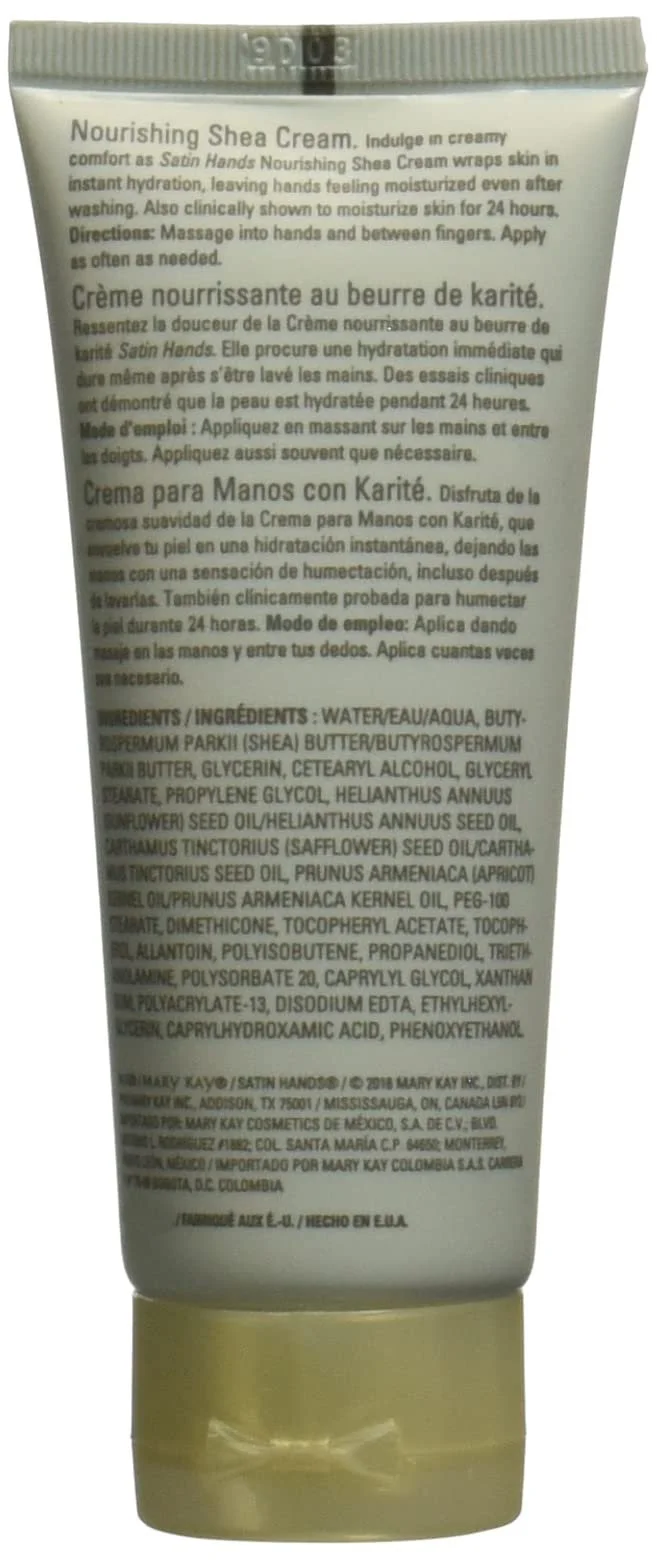 9003
Nourishing Shea Cream. Indulge in creamy
comfort as Satin Hands Nourishing Shea Cream wraps skin in
instant hydration, leaving hands feeling moisturized even after
washing. Also clinically shown to moisturize skin for 24 hours.
Directions: Massage into hands and between fingers. Apply
as often as needed.
Crème nourrissante au beurre de karité.
Ressentez la douceur de la Crème nourrissante au beurre de
karité Satin Hands. Elle procure une hydratation immédiate qui
dure même après s'être lavé les mains. Des essais cliniques
ont démontré que la peau est hydratée pendant 24 heures.
Mode d'emploi : Appliquez en massant sur les mains et entre
les doigts. Appliquez aussi souvent que nécessaire.
Crema para Manos con Karité. Disfruta de la
cremosa suavidad de la Crema para Manos con Karité, que
envuelve tu piel en una hidratación instantánea, dejando las
manos con una sensación de humectación, incluso después
de lavarlas. También clínicamente probada para humectar
la piel durante 24 horas. Modo de empleo: Aplica dando
masaje en las manos y entre tus dedos. Aplica cuantas veces
sea necesario.
INGREDIENTS / INGRÉDIENTS : WATER/EAU/AQUA, BUTY-
ROSPERMUM PARKII (SHEA) BUTTER/BUTYROSPERMUM
PARKII BUTTER, GLYCERIN, CETEARYL ALCOHOL, GLYCERYL
STEARATE, PROPYLENE GLYCOL, HELIANTHUS ANNUUS
(SUNFLOWER) SEED OIL/HELIANTHUS ANNUUS SEED OIL,
CARTHAMUS TINCTORIUS (SAFFLOWER) SEED OIL/CARTHA-
MUS TINCTORIUS SEED OIL, PRUNUS ARMENIACA (APRICOT)
KERNEL OIL/PRUNUS ARMENIACA KERNEL OIL, PEG-100
STEARATE, DIMETHICONE, TOCOPHERYL ACETATE, TOCOPH-
EROL, ALLANTOIN, POLYISOBUTENE, PROPANEDIOL, TRIETH-
ANOLAMINE, POLYSORBATE 20, CAPRYLYL GLYCOL, XANTHAN
GUM, POLYACRYLATE-13, DISODIUM EDTA, ETHYLHEXYL-
GLYCERIN, CAPRYLHYDROXAMIC ACID, PHENOXYETHANOL
/ MARY KAY® / SATIN HANDS® / © 2016 MARY KAY INC., DIST. BY/
MARY KAY INC., ADDISON, TX 75001 / MISSISSAUGA, ON, CANADA
IMPORTADO POR: MARY KAY COSMETICS DE MÉXICO, S.A. DE C.V.; BLVD.
L. RODRIGUEZ #1882; COL. SANTA MARÍA C.P. 64650; MONTERREY,
LEÓN, MÉXICO / IMPORTADO POR MARY KAY COLOMBIA S.A.S. CARRERA
BOGOTA, D.C. COLOMBIA
/FABRIQUÉ AUX É.-U. / HECHO EN E.U.A.